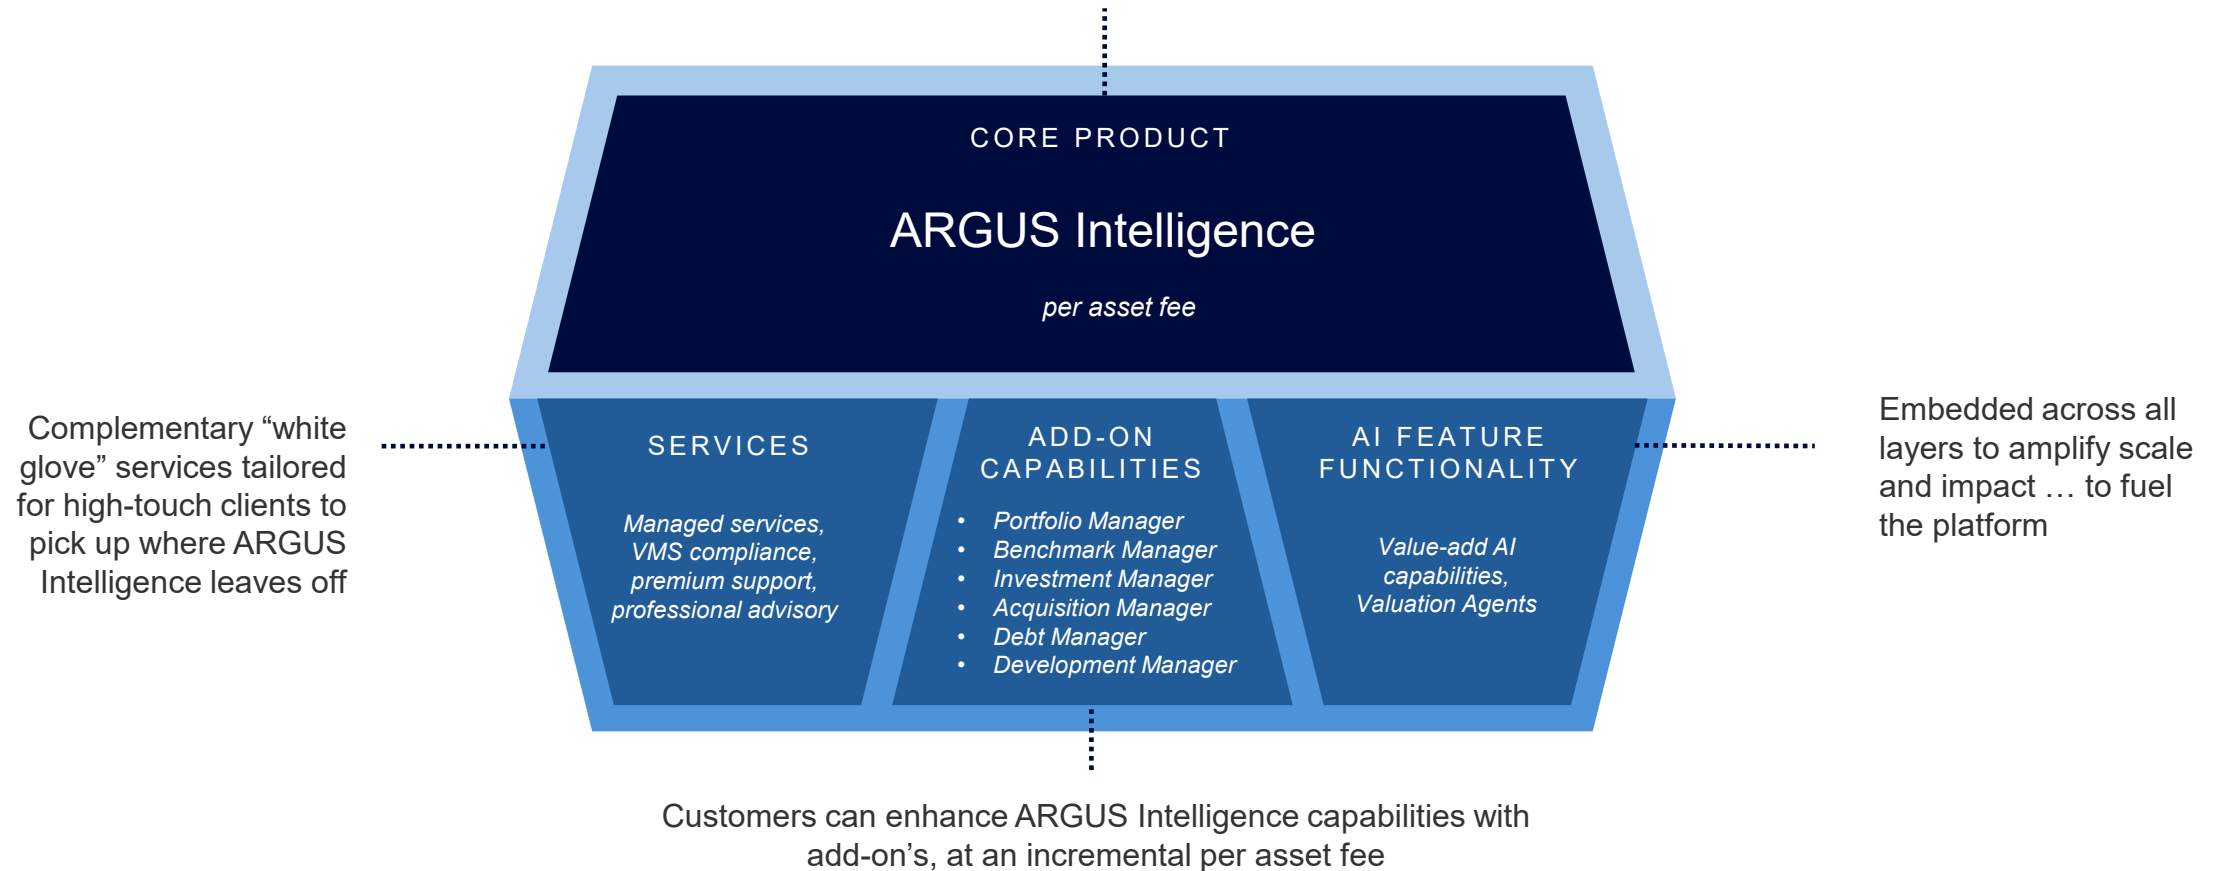 CORE PRODUCT
ARGUS Intelligence
per asset fee
Complementary “white
glove” services tailored
for high-touch clients to
pick up where ARGUS
Intelligence leaves off
SERVICES
Managed services,
VMS compliance,
premium support,
professional advisory
ADD-ON
CAPABILITIES
• Portfolio Manager
• Benchmark Manager
• Investment Manager
• Acquisition Manager
• Debt Manager
• Development Manager
AI FEATURE
FUNCTIONALITY
Value-add AI
capabilities,
Valuation Agents
Embedded across all
layers to amplify scale
and impact … to fuel
the platform
Customers can enhance ARGUS Intelligence capabilities with
add-on’s, at an incremental per asset fee